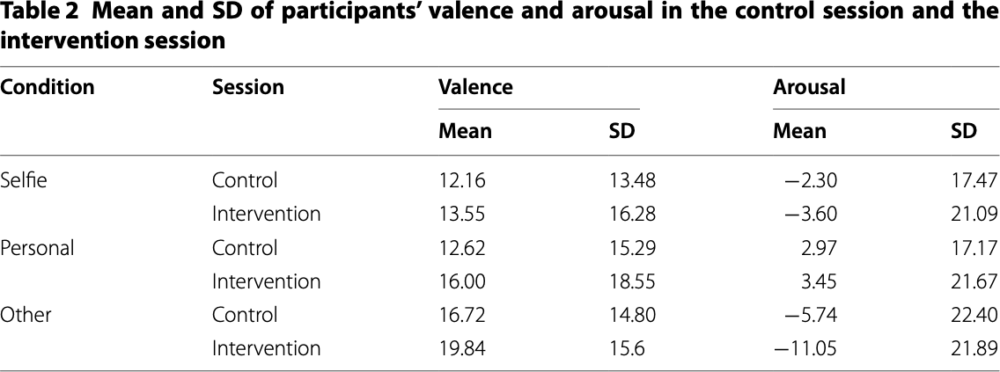 Table 2 Mean and SD of participants’ valence and arousal in the control session and the
intervention session
Condition Session Valence Arousal
Mean SD Mean SD
Selfie Control 12.16 13.48 −2.30 17.47
Intervention 13.55 16.28 −3.60 21.09
Personal Control 12.62 15.29 2.97 17.17
Intervention 16.00 18.55 3.45 21.67
Other Control 16.72 14.80 −5.74 22.40
Intervention 19.84 15.6 −11.05 21.89